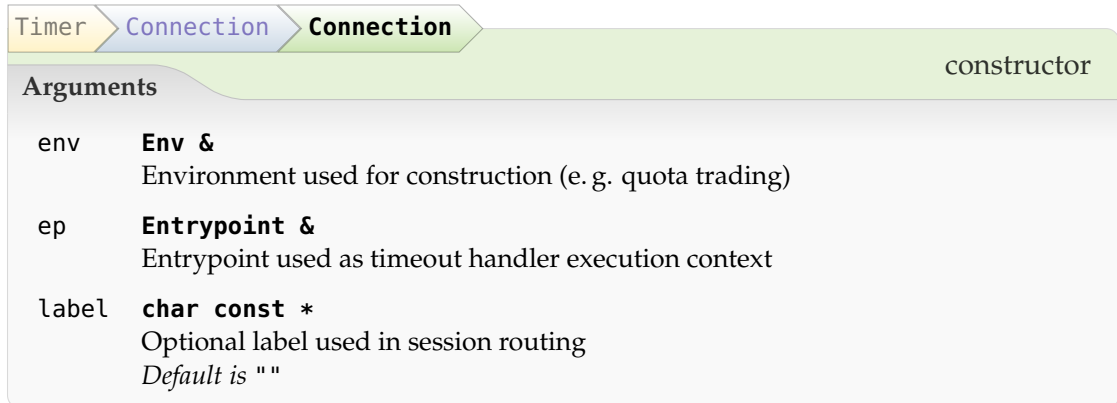 Timer Connection Connection
constructor
Arguments
env Env &
Environment used for construction (e. g. quota trading)
ep Entrypoint &
Entrypoint used as timeout handler execution context
label char const *
Optional label used in session routing
Default is ""